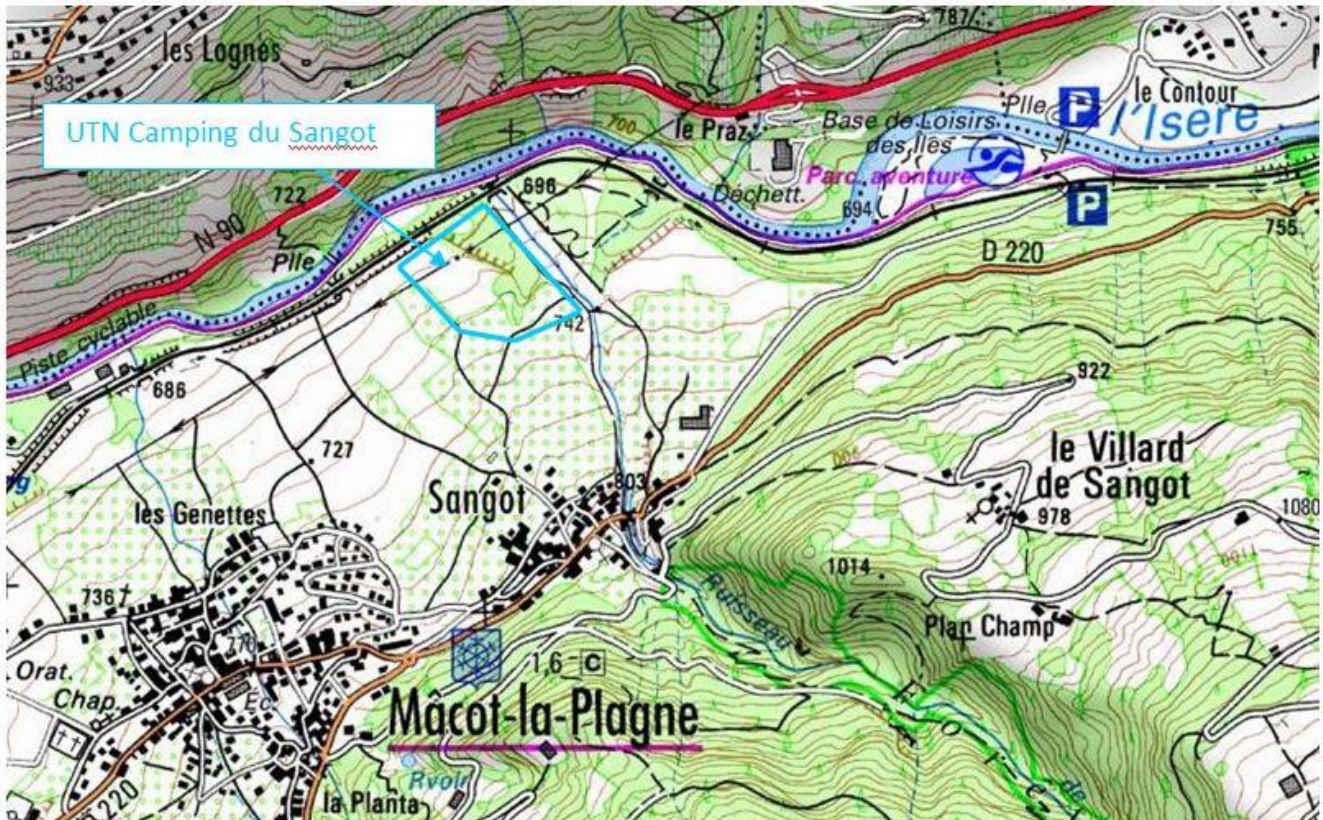 787
les Lognes
933
UTN Camping du Sangot
700
le Praz
Base de Loisirs
des Iles
Plle
P
le Contour
l'Isère
Parc aventure
Déchett.
694
P
722
N 90
Plle
696
D 220
755
Piste cyclable
742
686
922
727
900
le Villard
de Sangot
978
1080
1100
Sangot
803
les Genettes
736
770
1014
Plan Champ
Ruisseau
Orat.
Chap.
Ec.
1,6
C
Mâcot-la-Plagne
de
Rvoir
la Planta
220